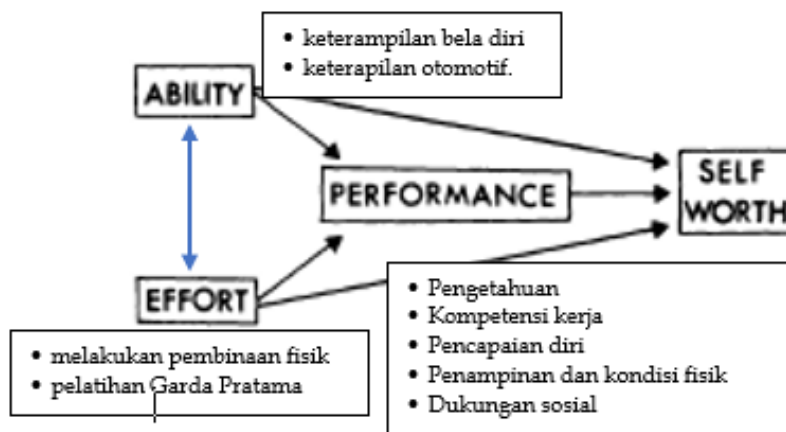 • keterampilan bela diri
• keterapilan otomotif.
ABILITY
PERFORMANCE
SELF
WORTH
EFFORT
• melakukan pembinaan fisik
• pelatihan Garda Pratama
• Pengetahuan
• Kompetensi kerja
• Pencapaian diri
• Penampinan dan kondisi fisik
• Dukungan sosial